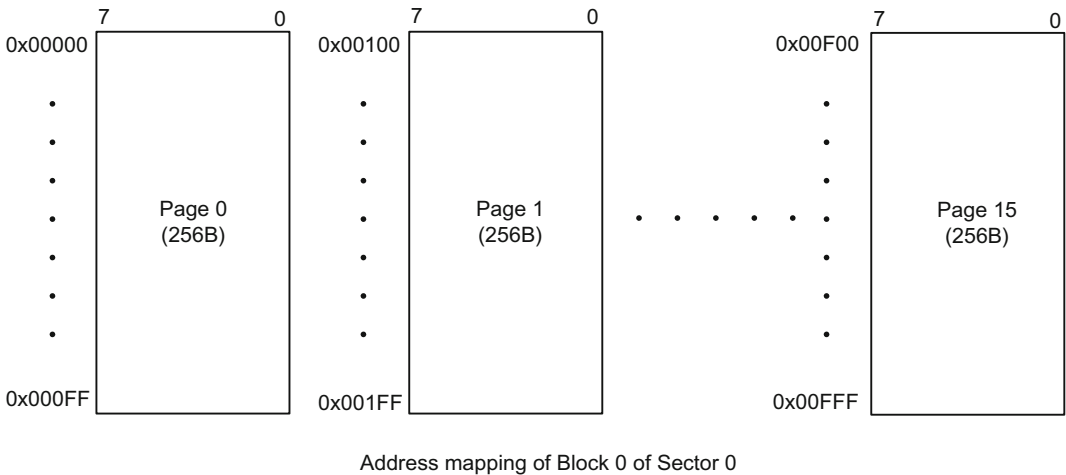 7 0 7 0 7 0
0x00000 0x00100 0x00F00
Page 0 Page 1 Page 15
(256B) (256B) (256B)
0x000FF 0x001FF 0x00FFF
Address mapping of Block 0 of Sector 0